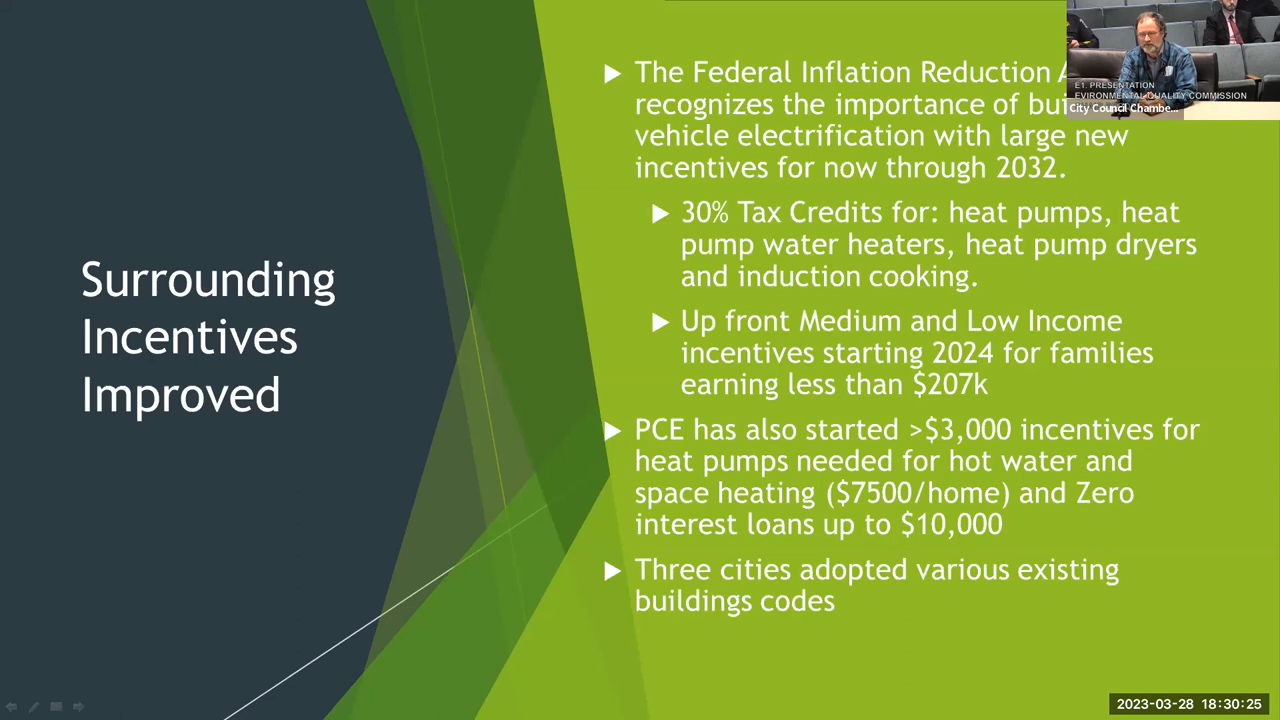 Surrounding
Incentives
Improved
The Federal Inflation Reduction
recognizes the importance of
vehicle electrification with large new
incentives for now through 2032.
30% Tax Credits for: heat pumps, heat
pump water heaters, heat pump dryers
and induction cooking.
Up front Medium and Low Income
incentives starting 2024 for families
earning less than $207k
PCE has also started >$3,000 incentives for
heat pumps needed for hot water and
space heating ($7500/home) and Zero
interest loans up to $10,000
Three cities adopted various existing
buildings codes
E1. PRESENTATION
EVIRONMENTAL QUALITY COMMISSION
City Council Chambe...
2023-03-28 18:30:25